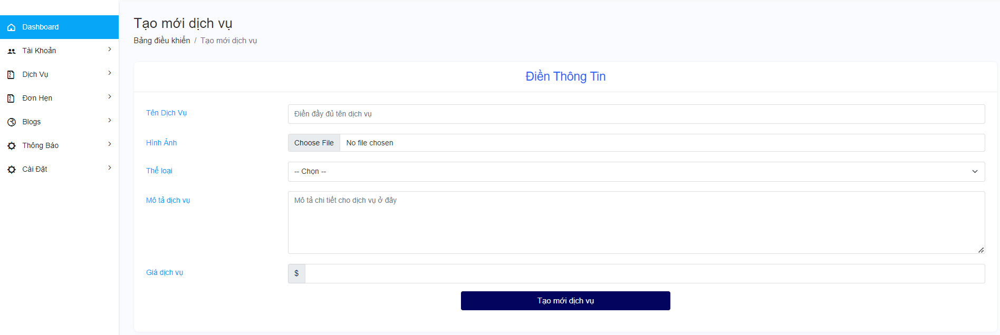 Dashboard
Tài Khoản
Dịch Vụ
Đơn Hẹn
Blogs
Thông Báo
Cài Đặt
Tạo mới dịch vụ
Bảng điều khiển / Tạo mới dịch vụ
Điền Thông Tin
Tên Dịch Vụ
Điền đầy đủ tên dịch vụ
Hình Ảnh
Choose File No file chosen
Thể loại
-- Chọn --
Mô tả dịch vụ
Mô tả chi tiết cho dịch vụ ở đây
Giá dịch vụ
$
Tạo mới dịch vụ